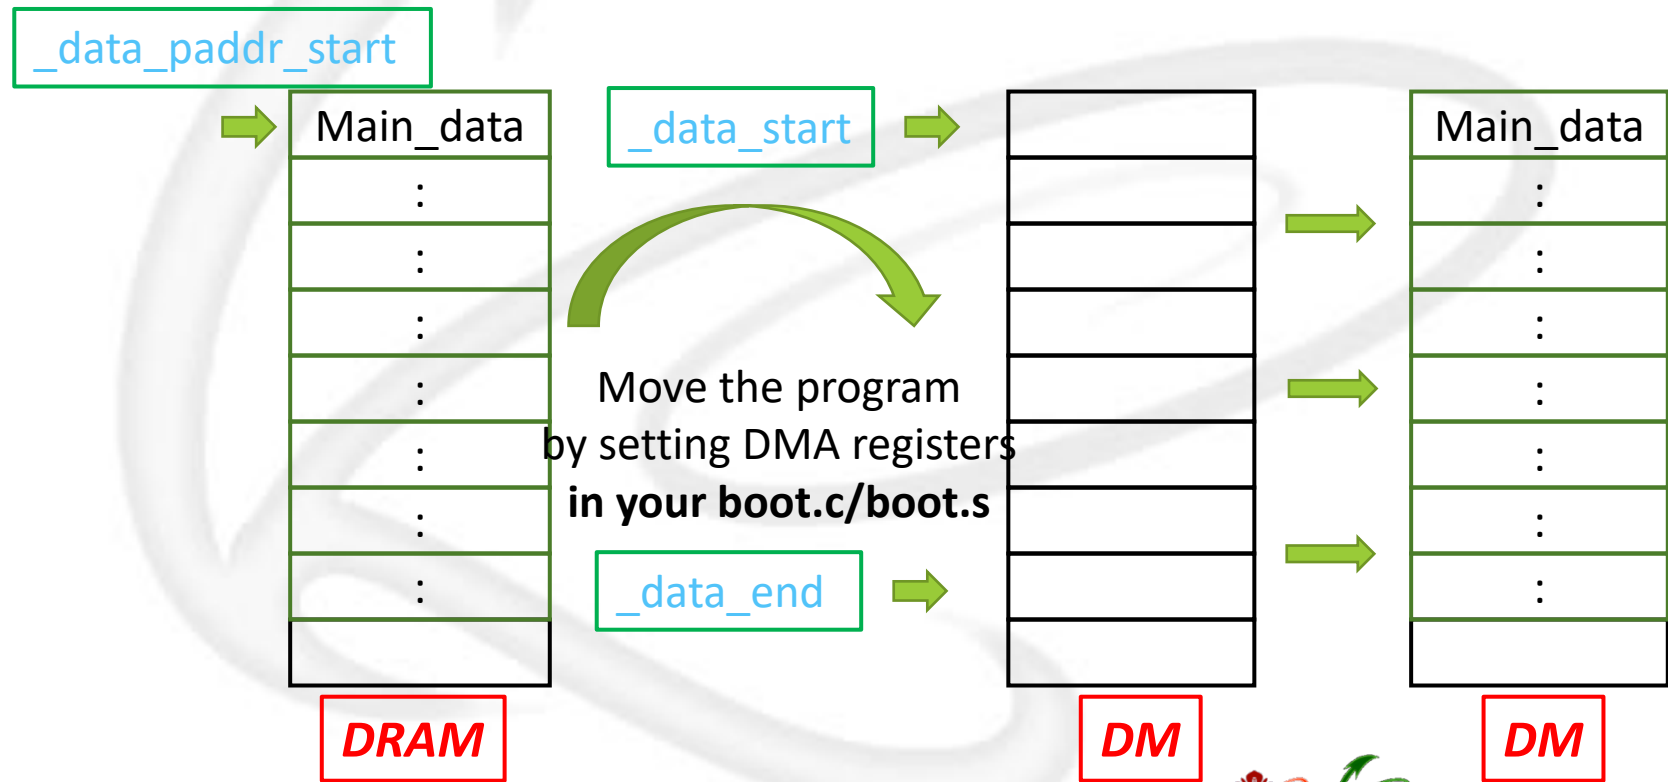 _data_paddr_start
Main_data
:
:
:
:
:
:
:
DRAM
_data_start
Move the program
by setting DMA registers
in your boot.c/boot.s
_data_end
DM
Main_data
:
:
:
:
:
:
:
DM